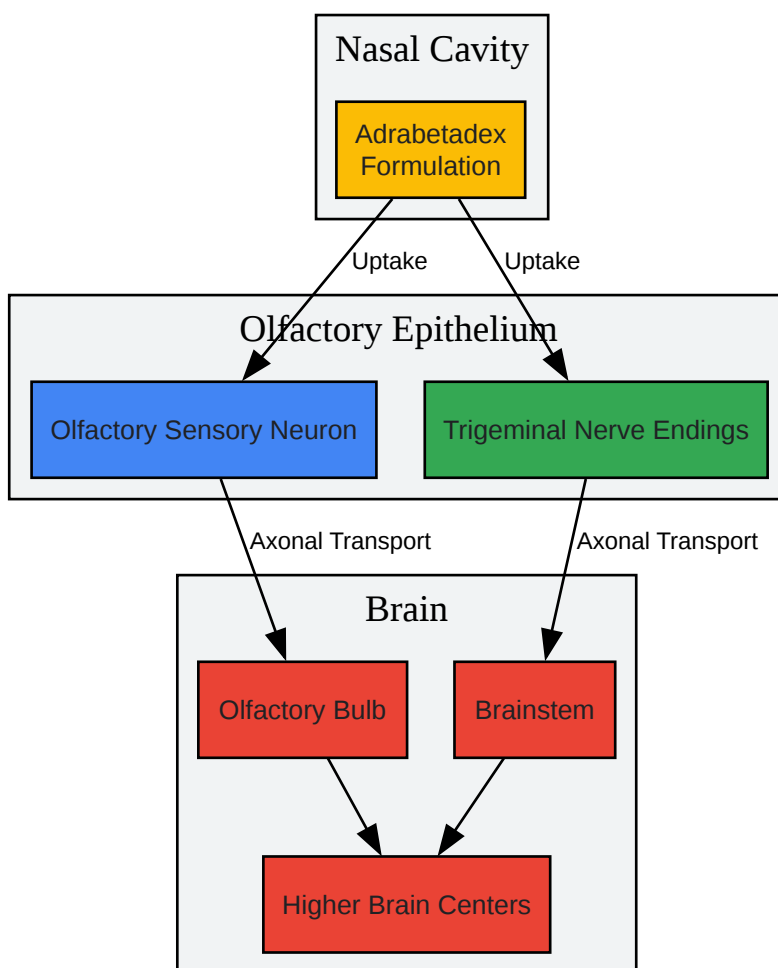 Nasal Cavity
Adrabetadex
Formulation
Uptake
Uptake
Olfactory Epithelium
Olfactory Sensory Neuron
Trigeminal Nerve Endings
Axonal Transport
Axonal Transport
Brain
Olfactory Bulb
Brainstem
Higher Brain Centers